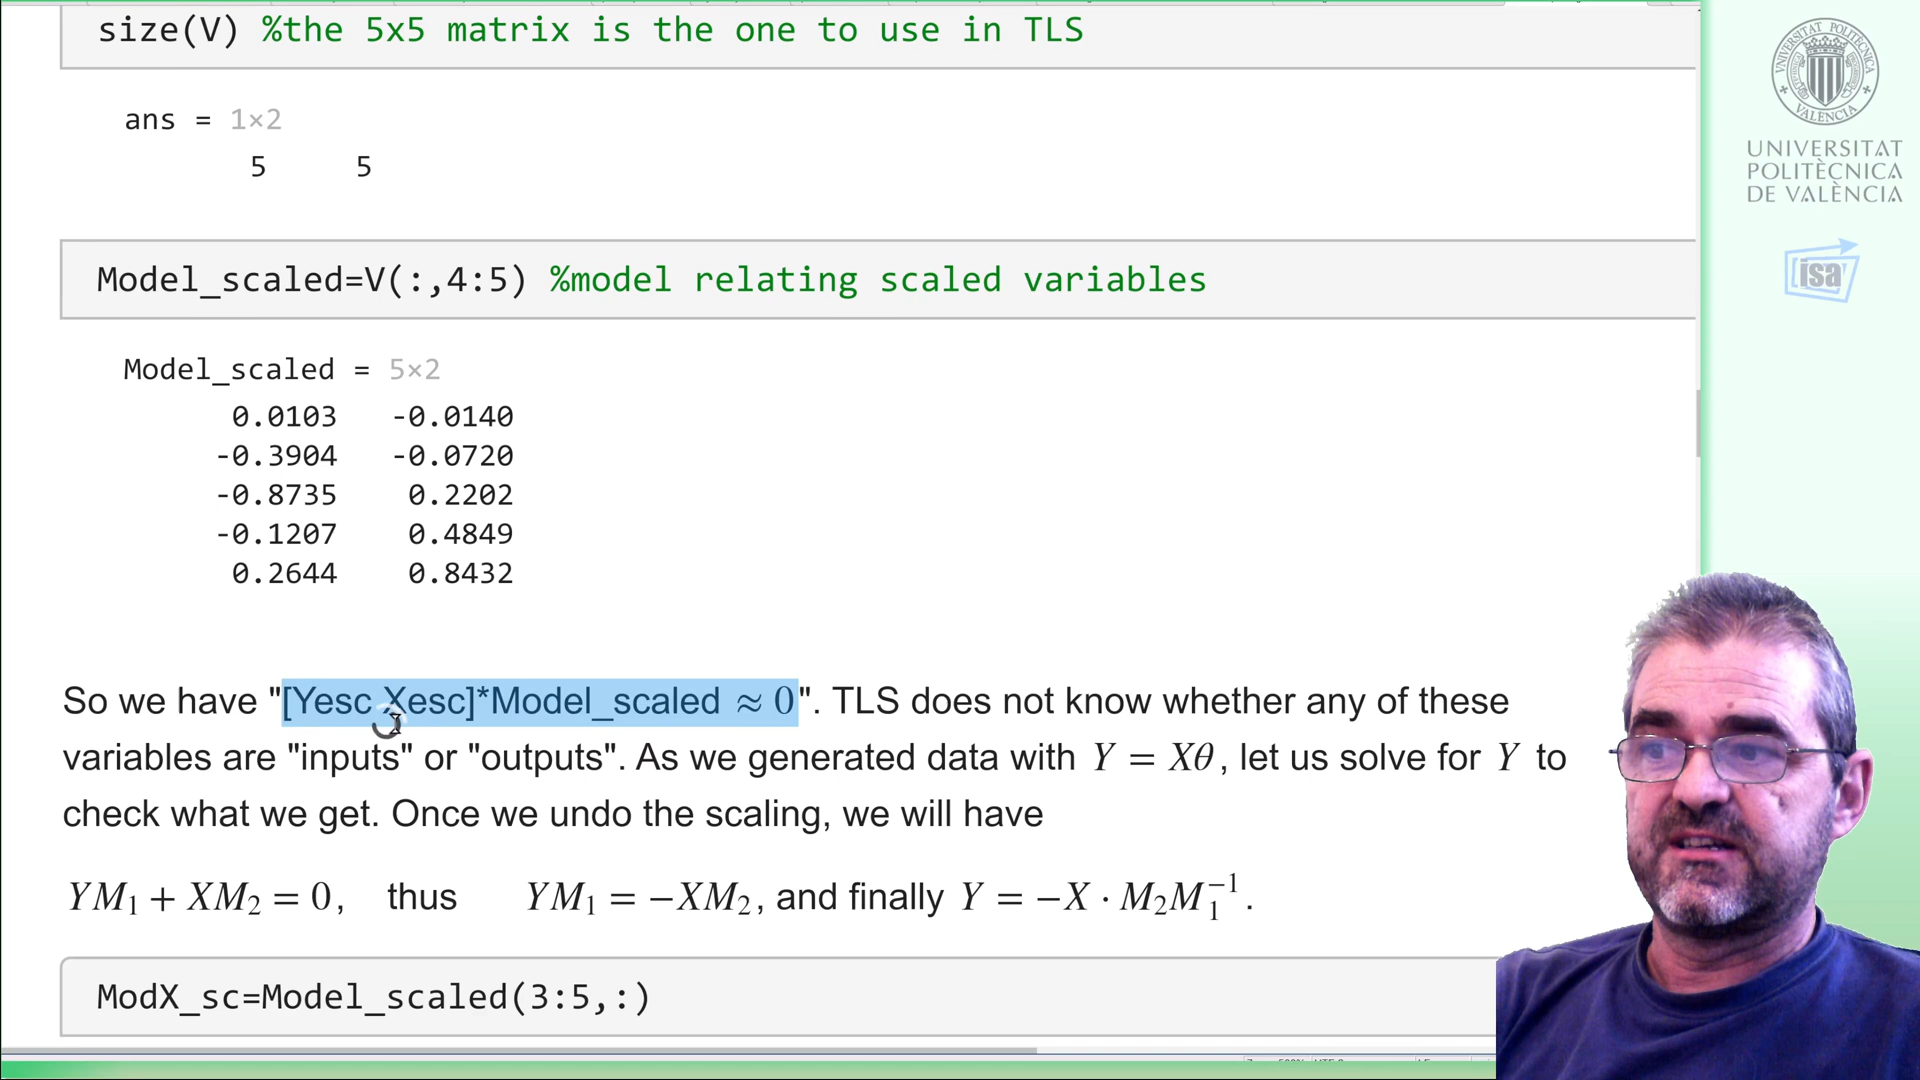 size(V) %the 5x5 matrix is the one to use in TLS
ans = 1×2
5 5
Model_scaled=V(:,4:5) %model relating scaled variables
Model_scaled = 5×2
0.0103 -0.0140
-0.3904 -0.0720
-0.8735 0.2202
-0.1207 0.4849
0.2644 0.8432
So we have "[Yesc,Xesc]*Model_scaled ≈ 0". TLS does not know whether any of these
variables are "inputs" or "outputs". As we generated data with Y = Xθ, let us solve for Y to
check what we get. Once we undo the scaling, we will have
YM₁ + XM₂ = 0, thus YM₁ = −XM₂, and finally Y = −X · M₂M₁⁻¹.
ModX_sc=Model_scaled(3:5,:)
UNIVERSITAT
POLITÈCNICA
DE VALÈNCIA
isa